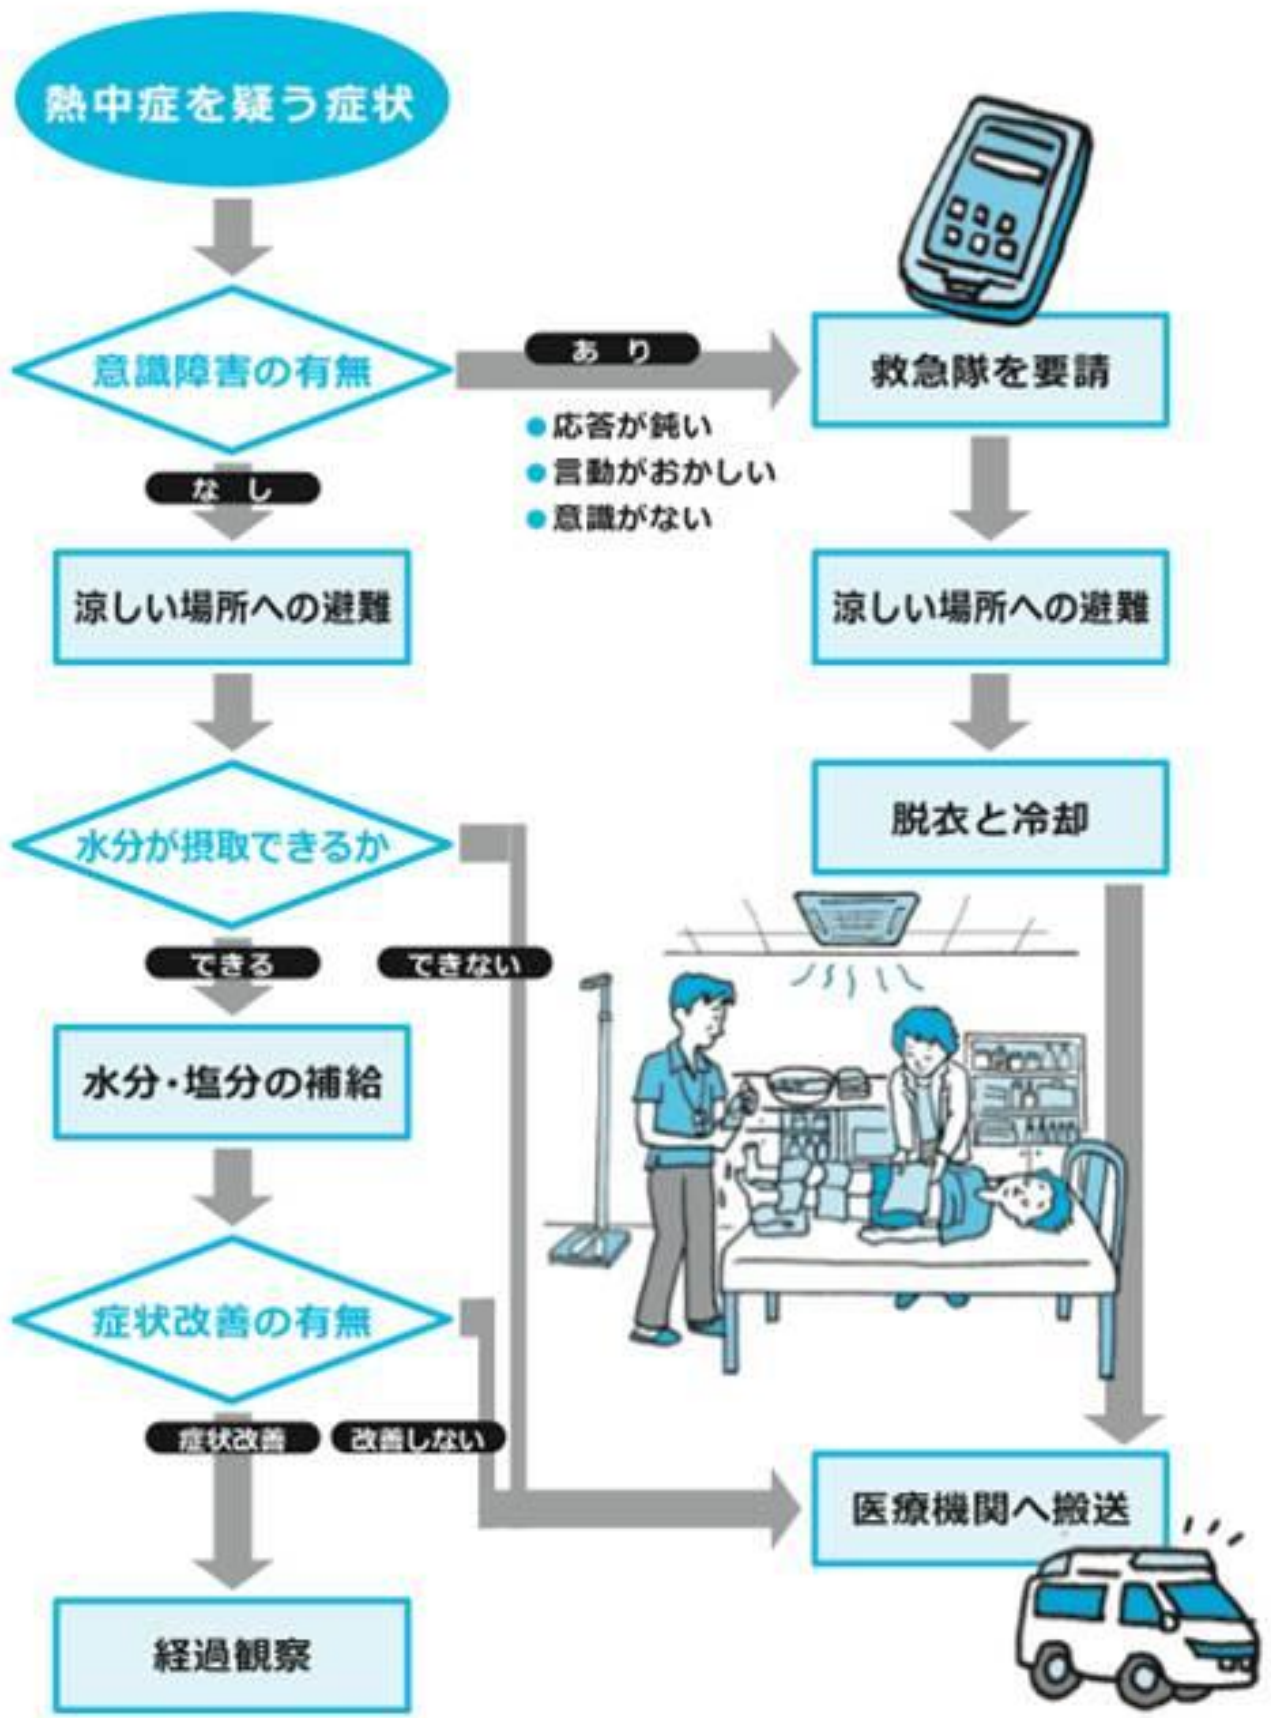 熱中症を疑う症状
意識障害の有無
あり
救急隊を要請
● 応答が鈍い
● 言動がおかしい
● 意識がない
なし
涼しい場所への避難
涼しい場所への避難
水分が摂取できるか
脱衣と冷却
できる
できない
水分・塩分の補給
症状改善の有無
症状改善
改善しない
医療機関へ搬送
経過観察